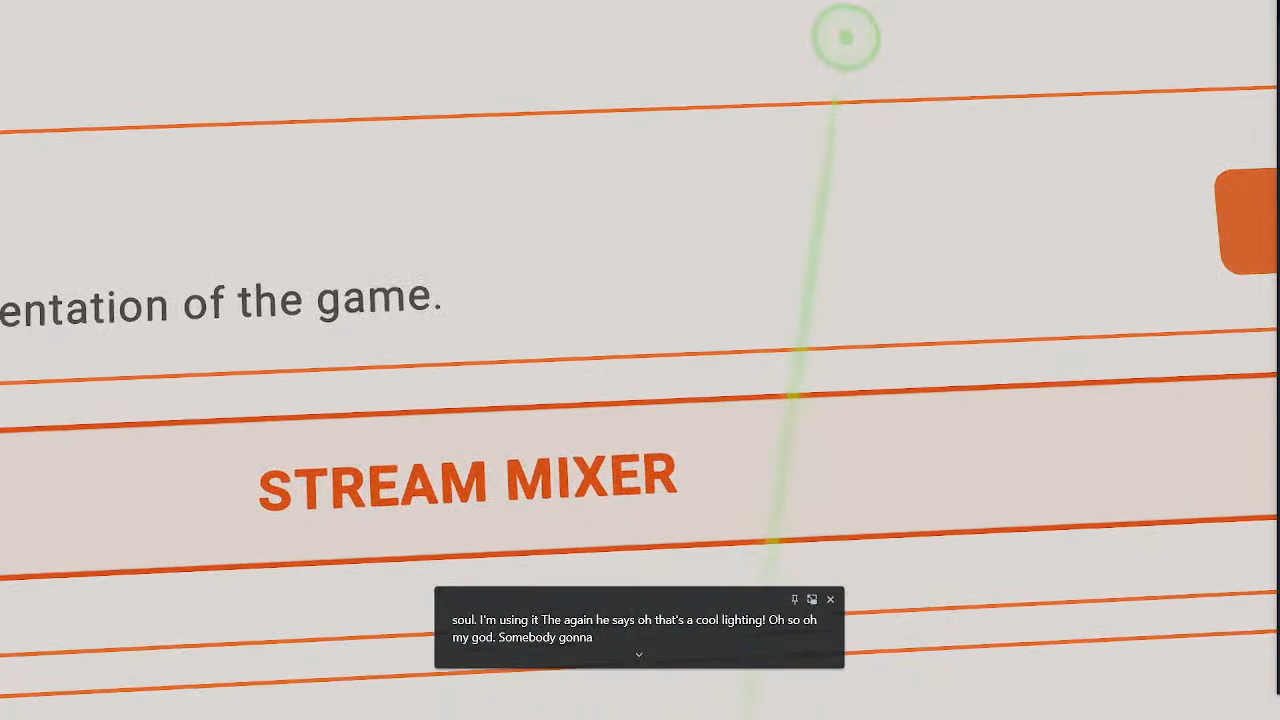 entation of the game.
STREAM MIXER
soul. I'm using it The again he says oh that's a cool lighting! Oh so oh
my god. Somebody gonna